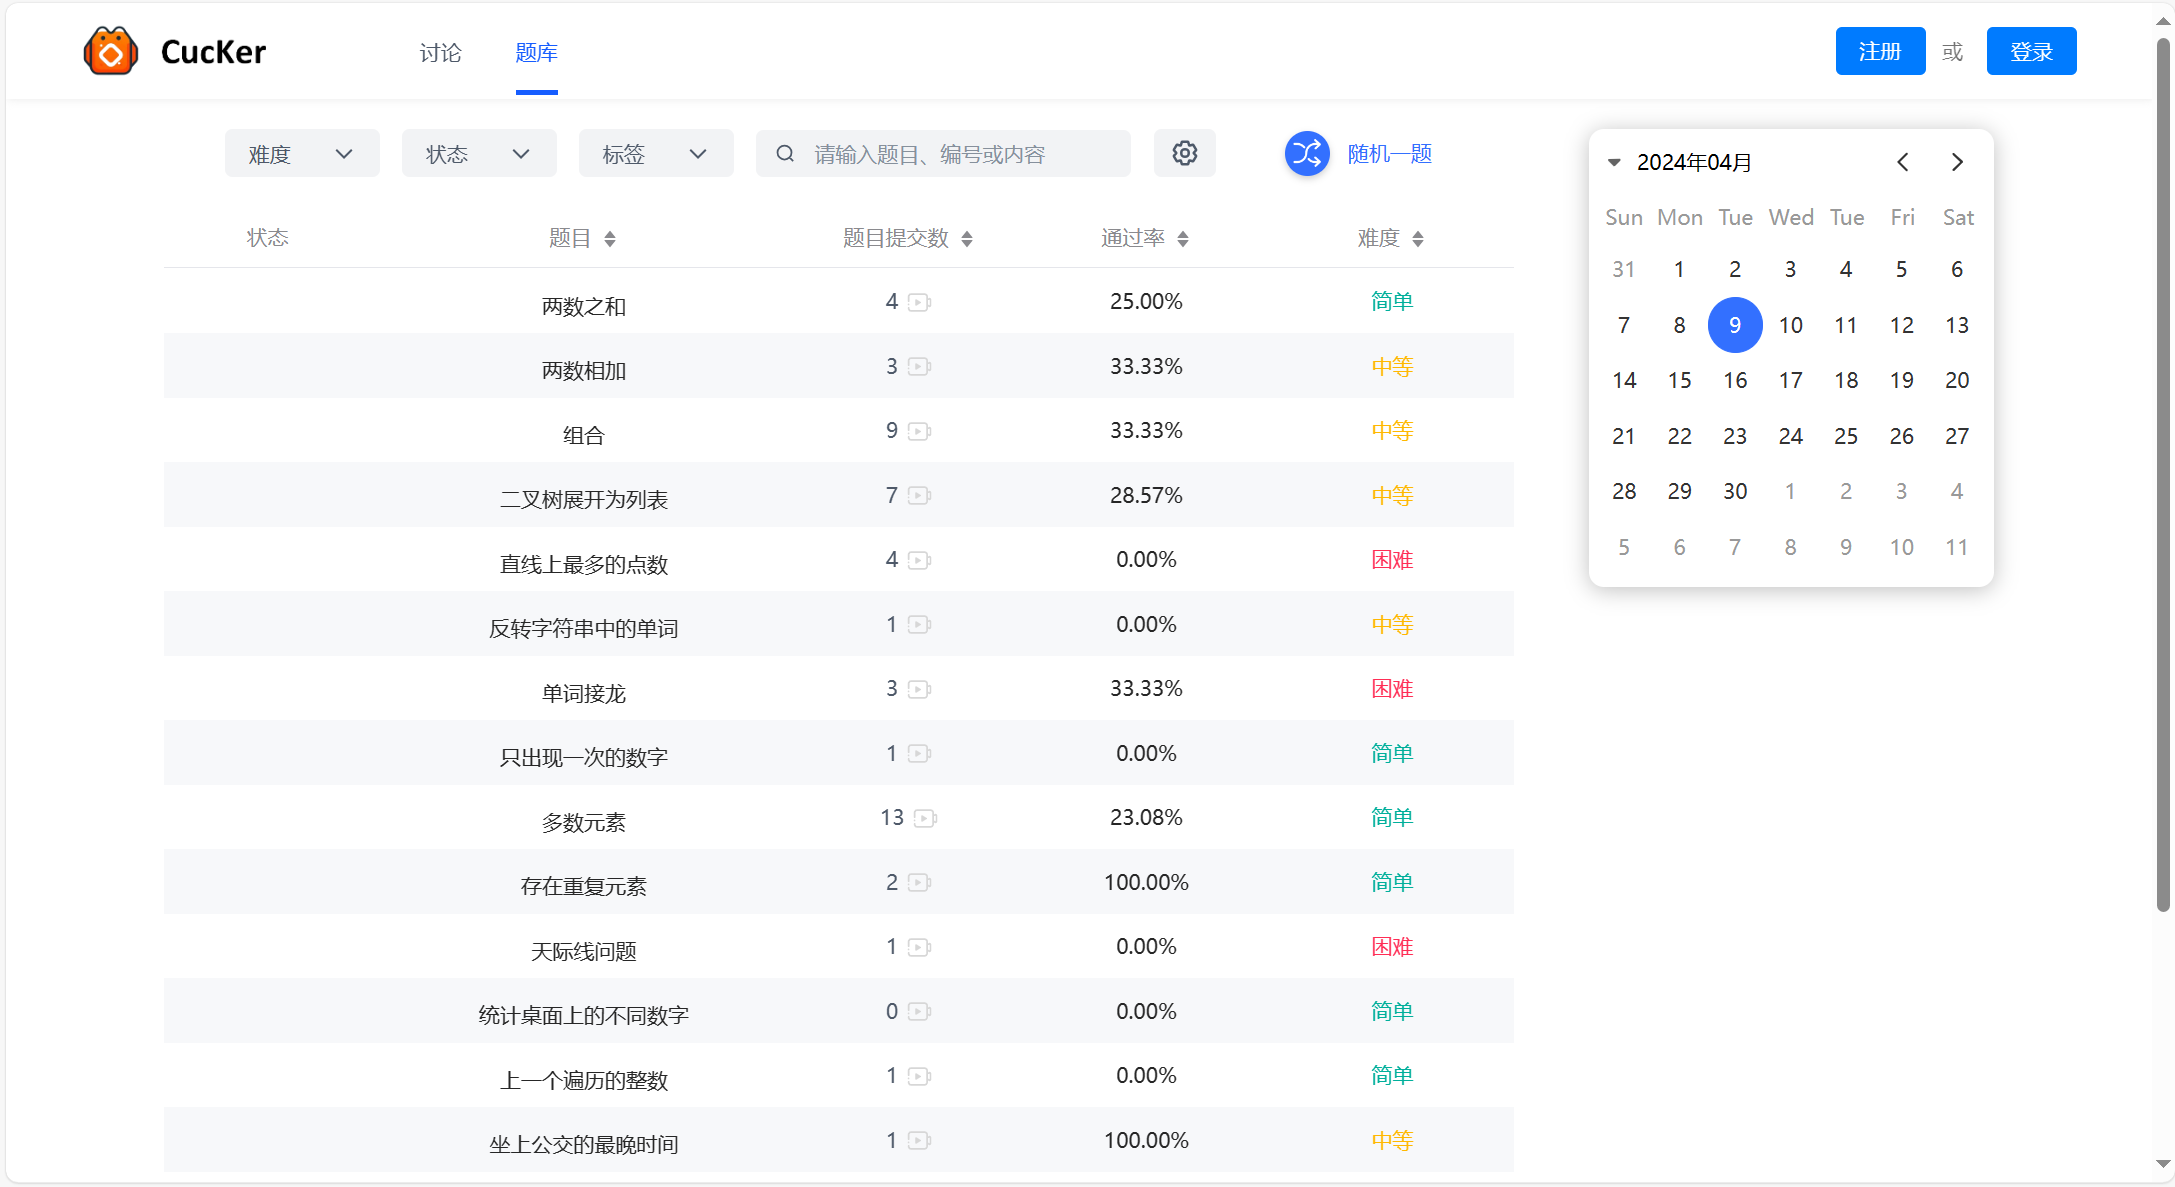 CucKer 讨论 题库 注册 或 登录
难度 状态 标签 请输入题目、编号或内容 随机一题
状态 题目 题目提交数 通过率 难度
两数之和 4 25.00% 简单
两数相加 3 33.33% 中等
组合 9 33.33% 中等
二叉树展开为列表 7 28.57% 中等
直线上最多的点数 4 0.00% 困难
反转字符串中的单词 1 0.00% 中等
单词接龙 3 33.33% 困难
只出现一次的数字 1 0.00% 简单
多数元素 13 23.08% 简单
存在重复元素 2 100.00% 简单
天际线问题 1 0.00% 困难
统计桌面上的不同数字 0 0.00% 简单
上一个遍历的整数 1 0.00% 简单
坐上公交的最晚时间 1 100.00% 中等
2024年04月
Sun Mon Tue Wed Tue Fri Sat
31 1 2 3 4 5 6
7 8 9 10 11 12 13
14 15 16 17 18 19 20
21 22 23 24 25 26 27
28 29 30 1 2 3 4
5 6 7 8 9 10 11